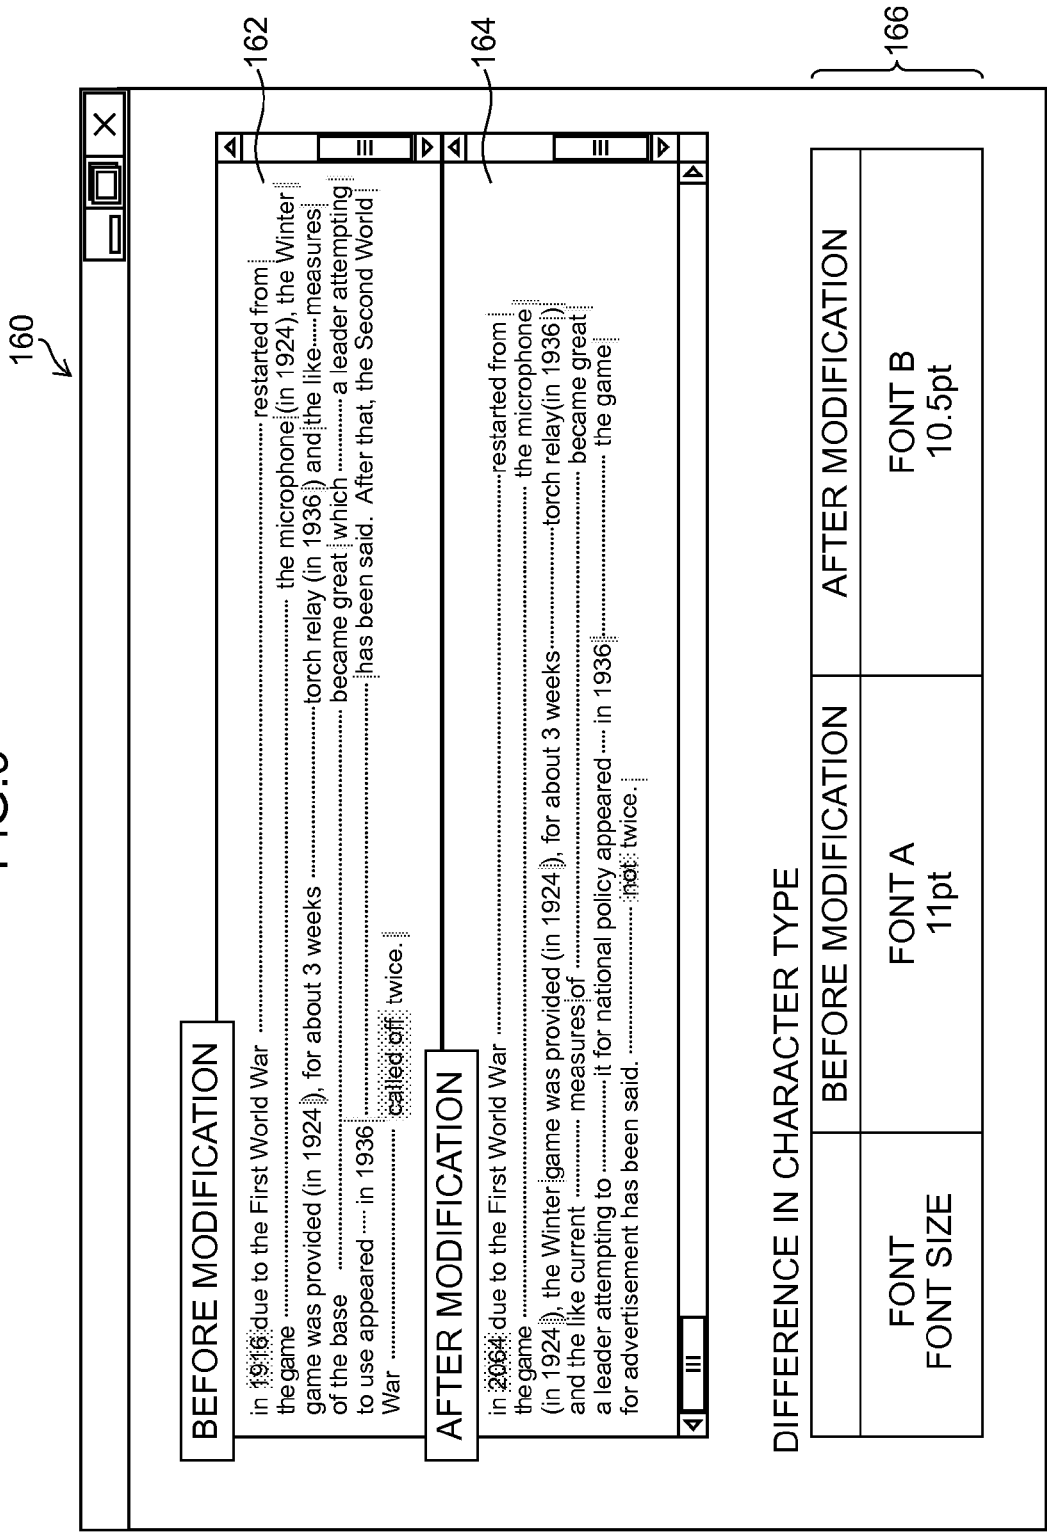 160
BEFORE MODIFICATION
162
in 1916 due to the First World War restarted from
the game the microphone (in 1924), the Winter
game was provided (in 1924), for about 3 weeks torch relay (in 1936) and the like measures
of the base became great which a leader attempting
to use appeared in 1936 has been said. After that, the Second World
War called off twice.
AFTER MODIFICATION
164
in 2064 due to the First World War restarted from
the game the microphone
(in 1924), the Winter game was provided (in 1924), for about 3 weeks torch relay(in 1936)
and the like current measures of became great
a leader attempting to it for national policy appeared in 1936 the game
for advertisement has been said. not twice.
DIFFERENCE IN CHARACTER TYPE
166
BEFORE MODIFICATION AFTER MODIFICATION
FONT FONT A FONT B
FONT SIZE 11pt 10.5pt